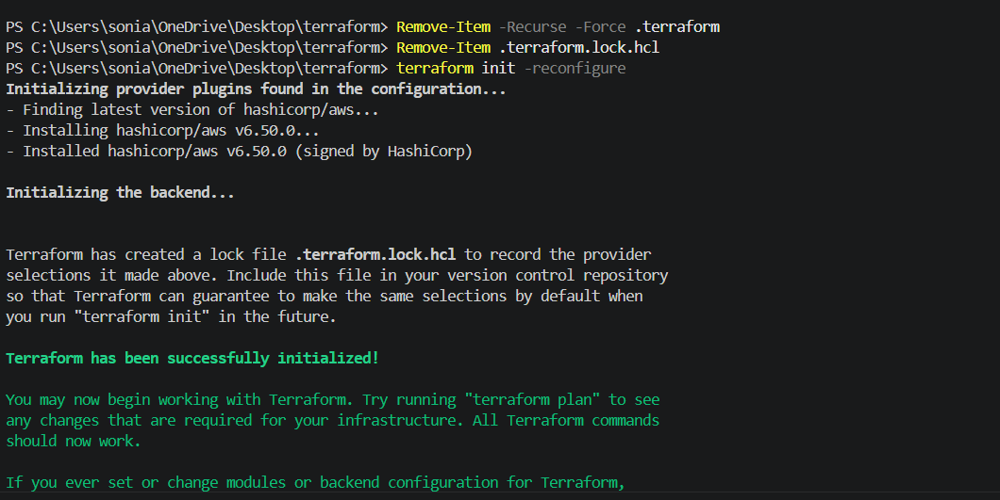 PS C:\Users\sonia\OneDrive\Desktop\terraform> Remove-Item -Recurse -Force .terraform
PS C:\Users\sonia\OneDrive\Desktop\terraform> Remove-Item .terraform.lock.hcl
PS C:\Users\sonia\OneDrive\Desktop\terraform> terraform init -reconfigure
Initializing provider plugins found in the configuration...
- Finding latest version of hashicorp/aws...
- Installing hashicorp/aws v6.50.0...
- Installed hashicorp/aws v6.50.0 (signed by HashiCorp)
Initializing the backend...
Terraform has created a lock file .terraform.lock.hcl to record the provider
selections it made above. Include this file in your version control repository
so that Terraform can guarantee to make the same selections by default when
you run "terraform init" in the future.
Terraform has been successfully initialized!
You may now begin working with Terraform. Try running "terraform plan" to see
any changes that are required for your infrastructure. All Terraform commands
should now work.
If you ever set or change modules or backend configuration for Terraform,